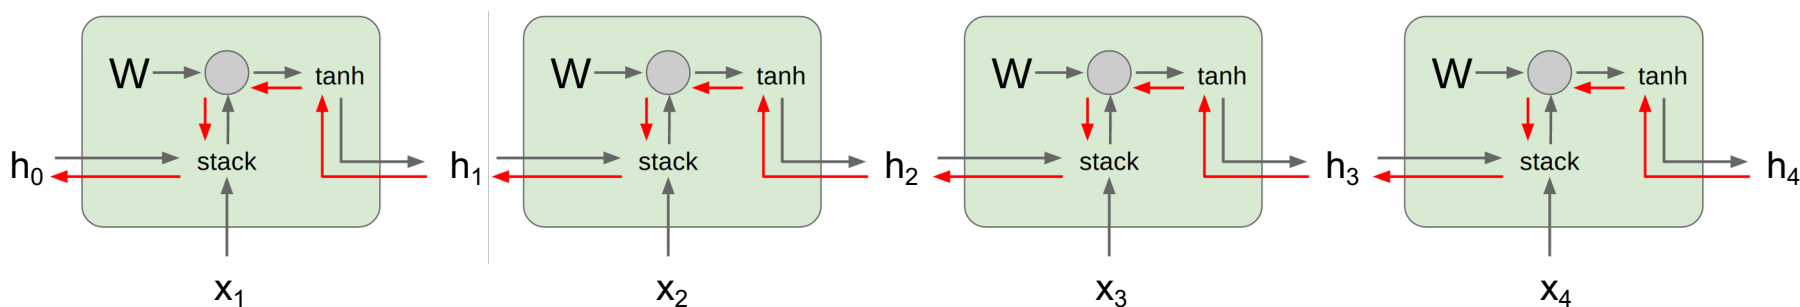 W tanh W tanh W tanh W tanh
h₀ stack h₁ stack h₂ stack h₃ stack h₄
x₁ x₂ x₃ x₄